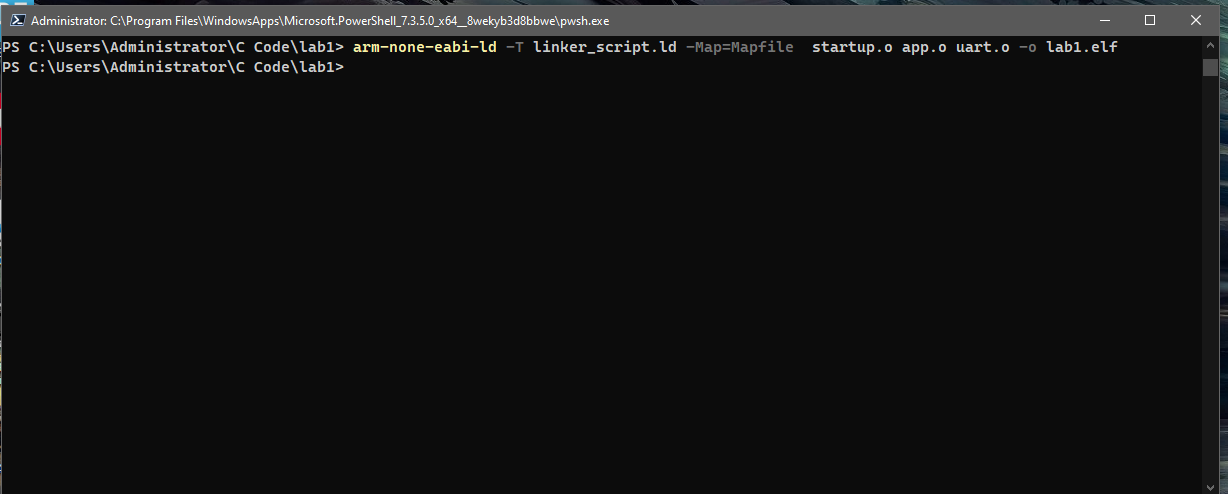 Administrator: C:\Program Files\WindowsApps\Microsoft.PowerShell_7.3.5.0_x64__8wekyb3d8bbwe\pwsh.exe
PS C:\Users\Administrator\C Code\lab1> arm-none-eabi-ld -T linker_script.ld -Map=Mapfile  startup.o app.o uart.o -o lab1.elf
PS C:\Users\Administrator\C Code\lab1>